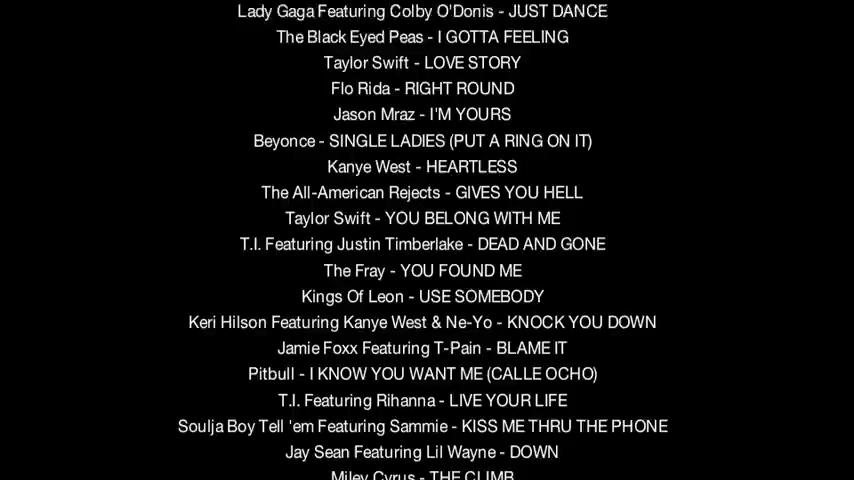 Lady Gaga Featuring Colby O'Donis - JUST DANCE
The Black Eyed Peas - I GOTTA FEELING
Taylor Swift - LOVE STORY
Flo Rida - RIGHT ROUND
Jason Mraz - I'M YOURS
Beyonce - SINGLE LADIES (PUT A RING ON IT)
Kanye West - HEARTLESS
The All-American Rejects - GIVES YOU HELL
Taylor Swift - YOU BELONG WITH ME
T.I. Featuring Justin Timberlake - DEAD AND GONE
The Fray - YOU FOUND ME
Kings Of Leon - USE SOMEBODY
Keri Hilson Featuring Kanye West & Ne-Yo - KNOCK YOU DOWN
Jamie Foxx Featuring T-Pain - BLAME IT
Pitbull - I KNOW YOU WANT ME (CALLE OCHO)
T.I. Featuring Rihanna - LIVE YOUR LIFE
Soulja Boy Tell 'em Featuring Sammie - KISS ME THRU THE PHONE
Jay Sean Featuring Lil Wayne - DOWN
Miley Cyrus - THE CLIMB